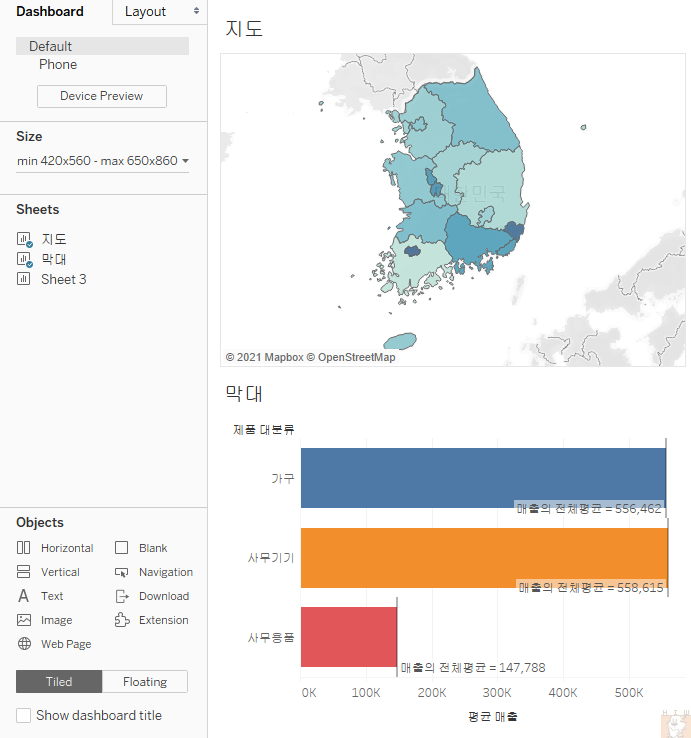 Dashboard
Layout
Default
Phone
Device Preview
Size
min 420x560 - max 650x860
Sheets
지도
막대
Sheet 3
Objects
Horizontal
Blank
Vertical
Navigation
Text
Download
Image
Extension
Web Page
Tiled
Floating
Show dashboard title
지도
대한민국
© 2021 Mapbox © OpenStreetMap
막대
제품 대분류
가구
매출의 전체평균 = 556,462
사무기기
매출의 전체평균 = 558,615
사무용품
매출의 전체평균 = 147,788
0K 100K 200K 300K 400K 500K
평균 매출